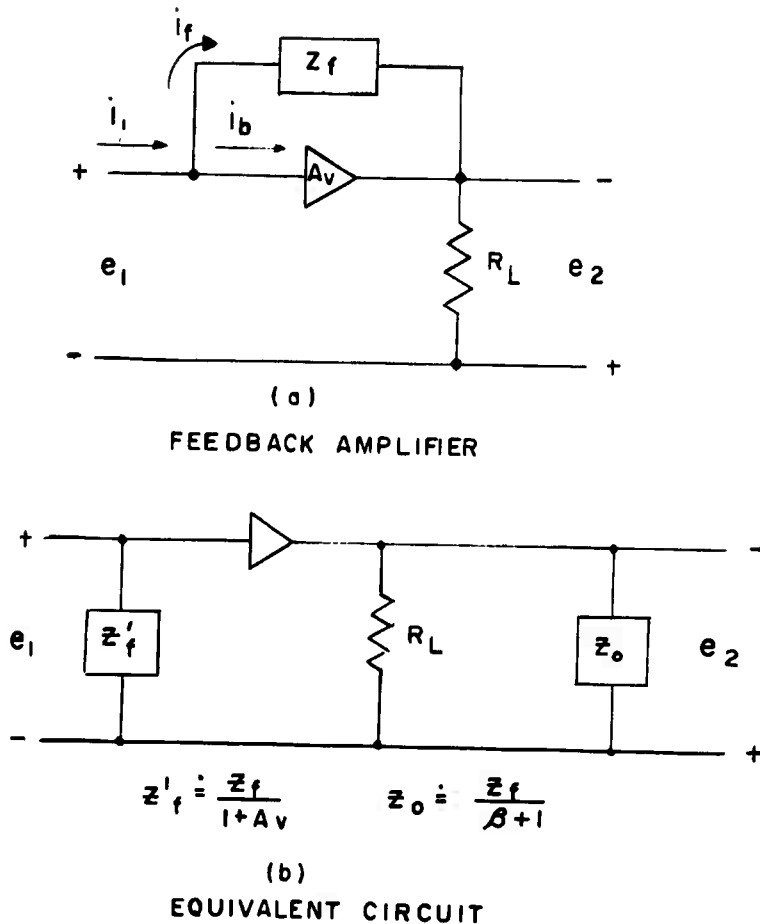 i_f
Z_f
i_1
i_b
+
A_v
-
e_1
R_L
e_2
-
+
(a)
FEEDBACK AMPLIFIER
+
-
e_1
Z'_f
R_L
Z_o
e_2
-
+
Z'_f ≐ Z_f / 1 + A_v
Z_o ≐ Z_f / β + 1
(b)
EQUIVALENT CIRCUIT